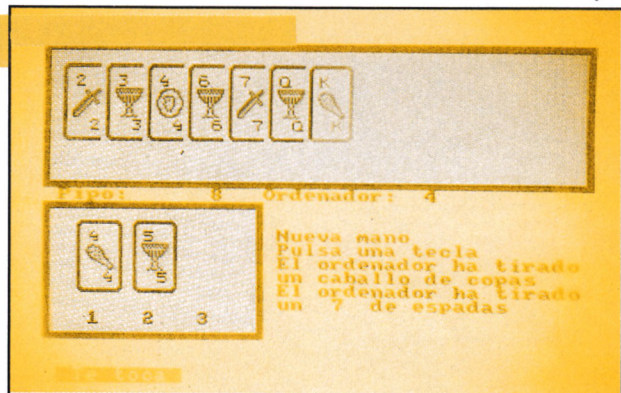 2 3 4 6 7 Q K
2 3 4 6 7 Q K
Pipo: 8 Ordenador: 4
4 5
4 5
1 2 3
Nueva mano
Pulsa una tecla
El ordenador ha tirado
un caballo de copas
El ordenador ha tirado
un 7 de espadas
Te toca